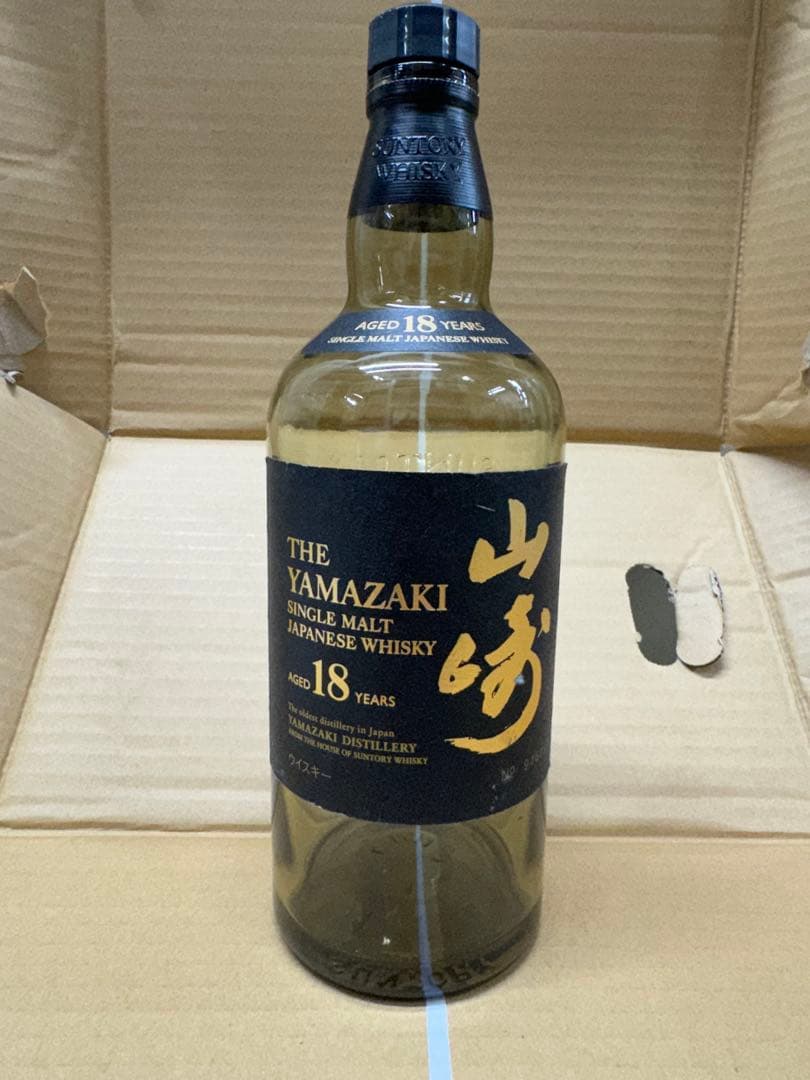 SUNTORY
WHISKY
AGED 18 YEARS
SINGLE MALT JAPANESE WHISKY
THE
YAMAZAKI
SINGLE MALT
JAPANESE WHISKY
AGED 18 YEARS
The oldest distillery in Japan
YAMAZAKI DISTILLERY
FROM THE HOUSE OF SUNTORY WHISKY
ウイスキー
山崎
No.